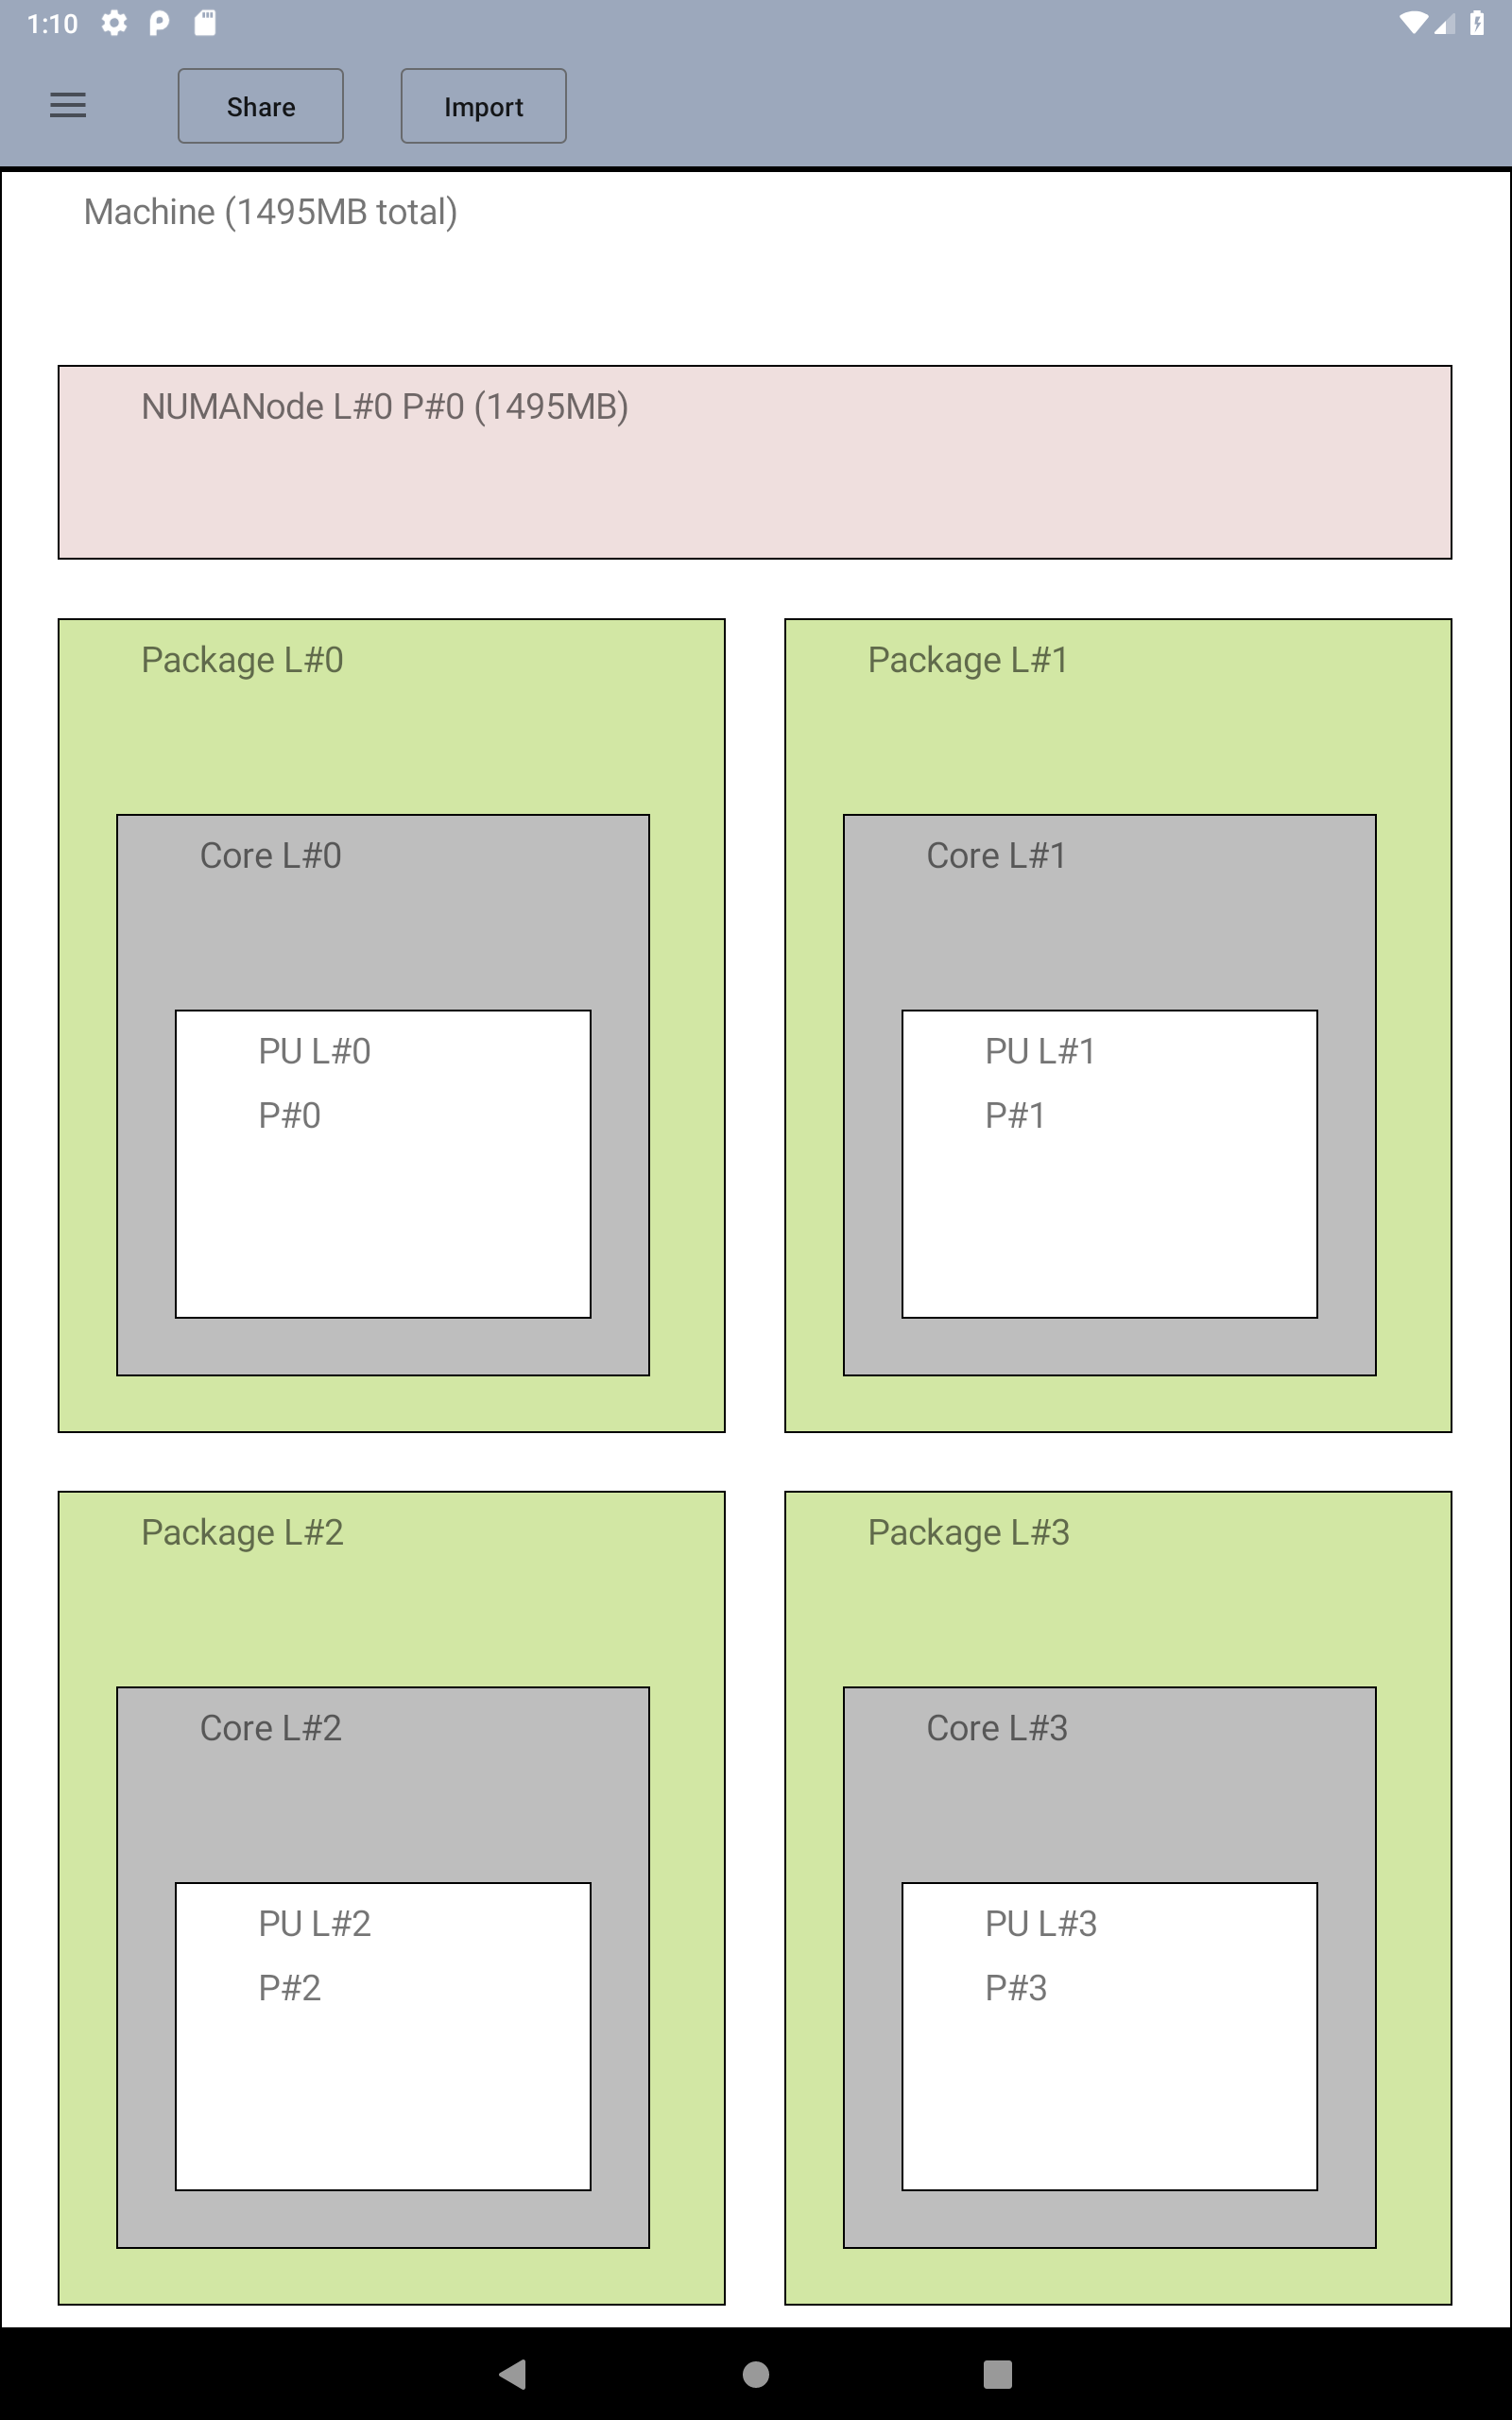 1:10
Share
Import
Machine (1495MB total)
NUMANode L#0 P#0 (1495MB)
Package L#0
Package L#1
Core L#0
Core L#1
PU L#0
P#0
PU L#1
P#1
Package L#2
Package L#3
Core L#2
Core L#3
PU L#2
P#2
PU L#3
P#3